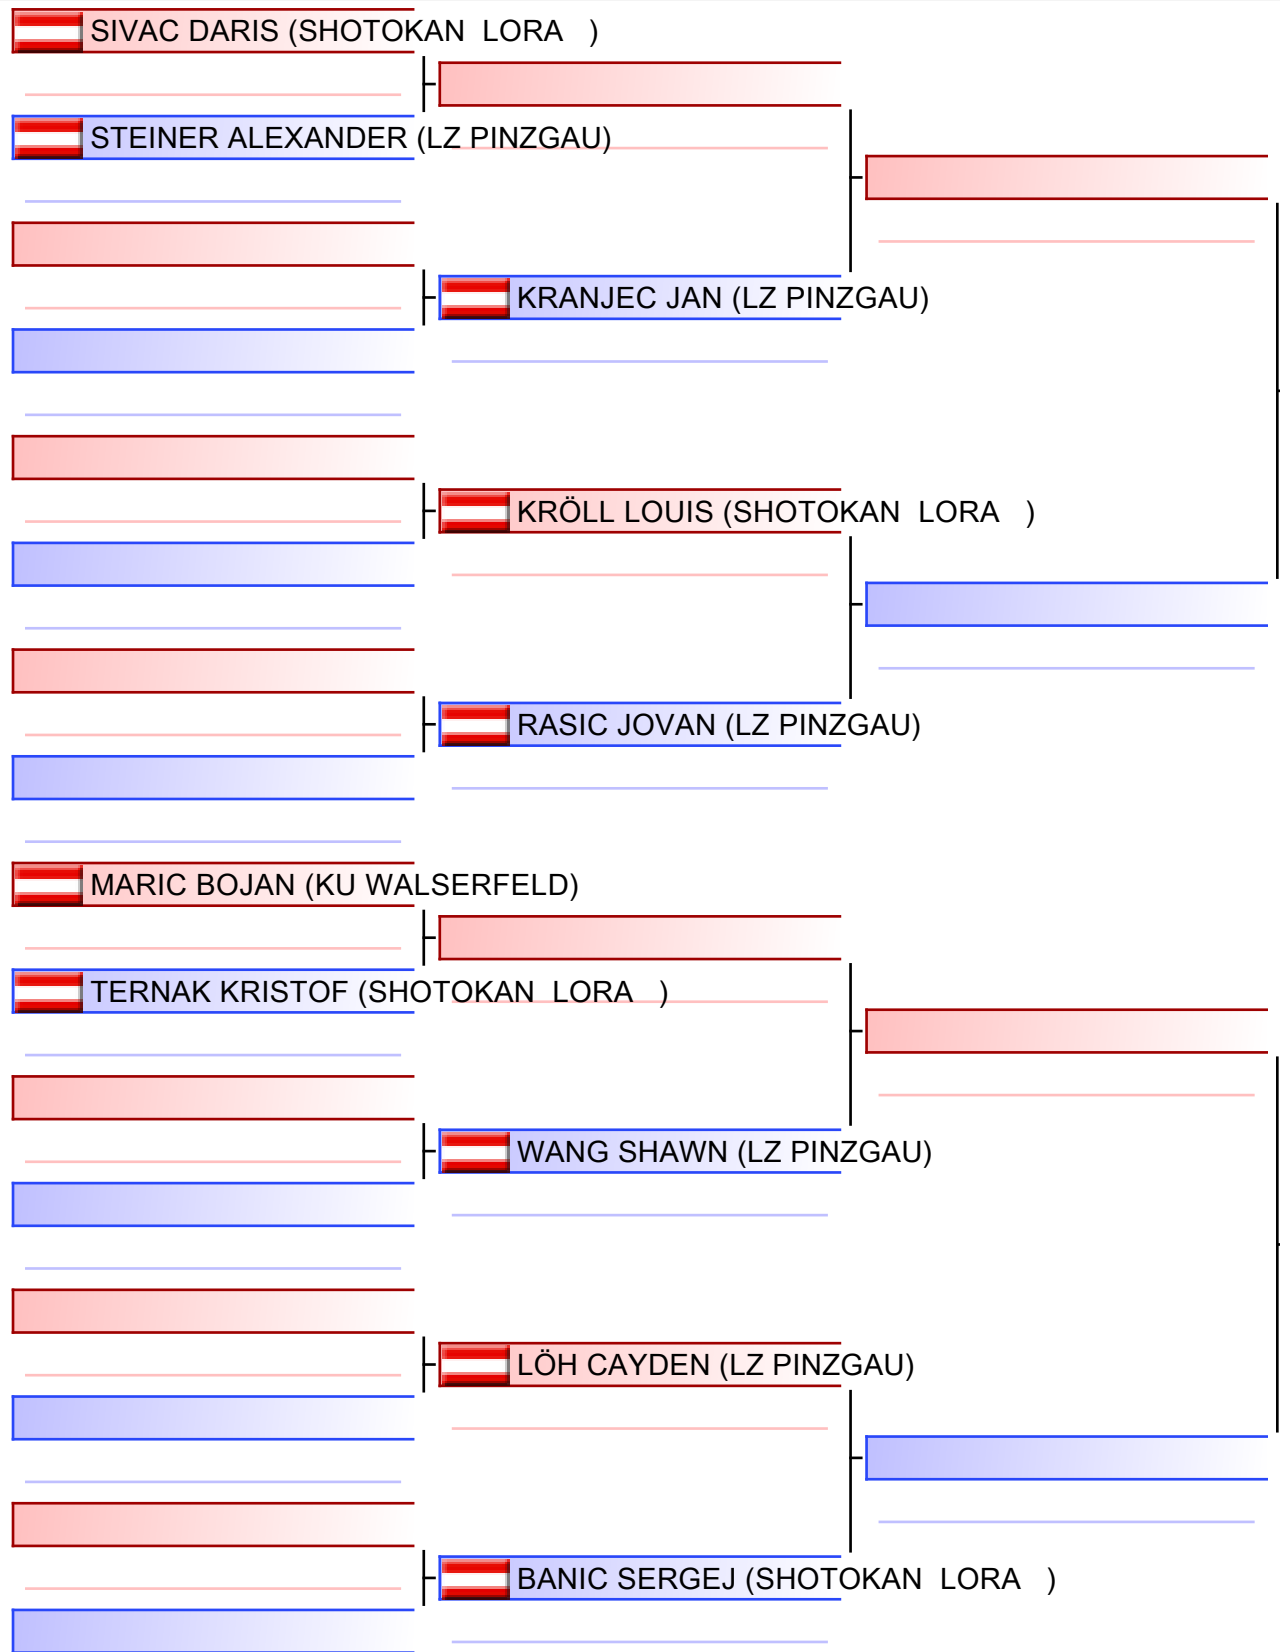 SIVAC DARIS (SHOTOKAN  LORA   )
STEINER ALEXANDER (LZ PINZGAU)
KRANJEC JAN (LZ PINZGAU)
KRÖLL LOUIS (SHOTOKAN  LORA   )
RASIC JOVAN (LZ PINZGAU)
MARIC BOJAN (KU WALSERFELD)
TERNAK KRISTOF (SHOTOKAN  LORA   )
WANG SHAWN (LZ PINZGAU)
LÖH CAYDEN (LZ PINZGAU)
BANIC SERGEJ (SHOTOKAN  LORA   )